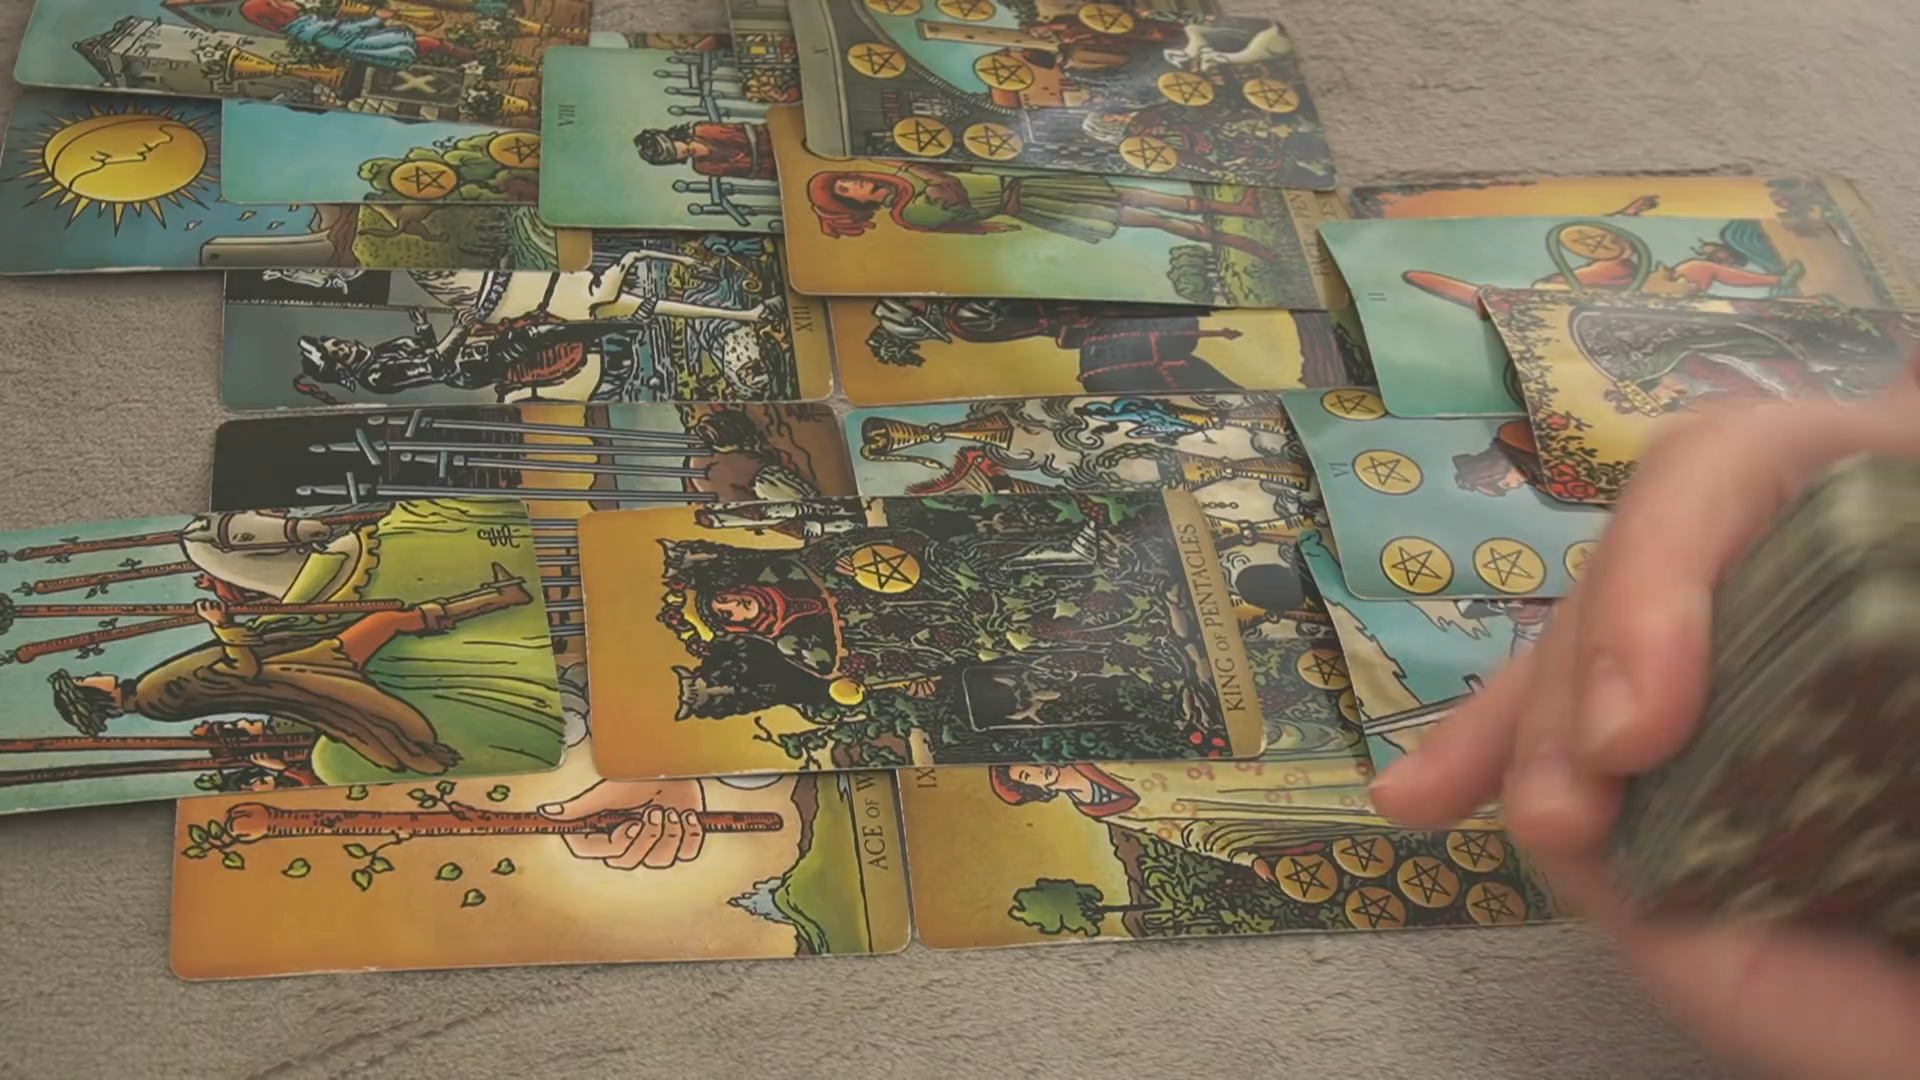 X
VIII
XIII
II
VI
KING OF PENTACLES
ACE OF W
IX